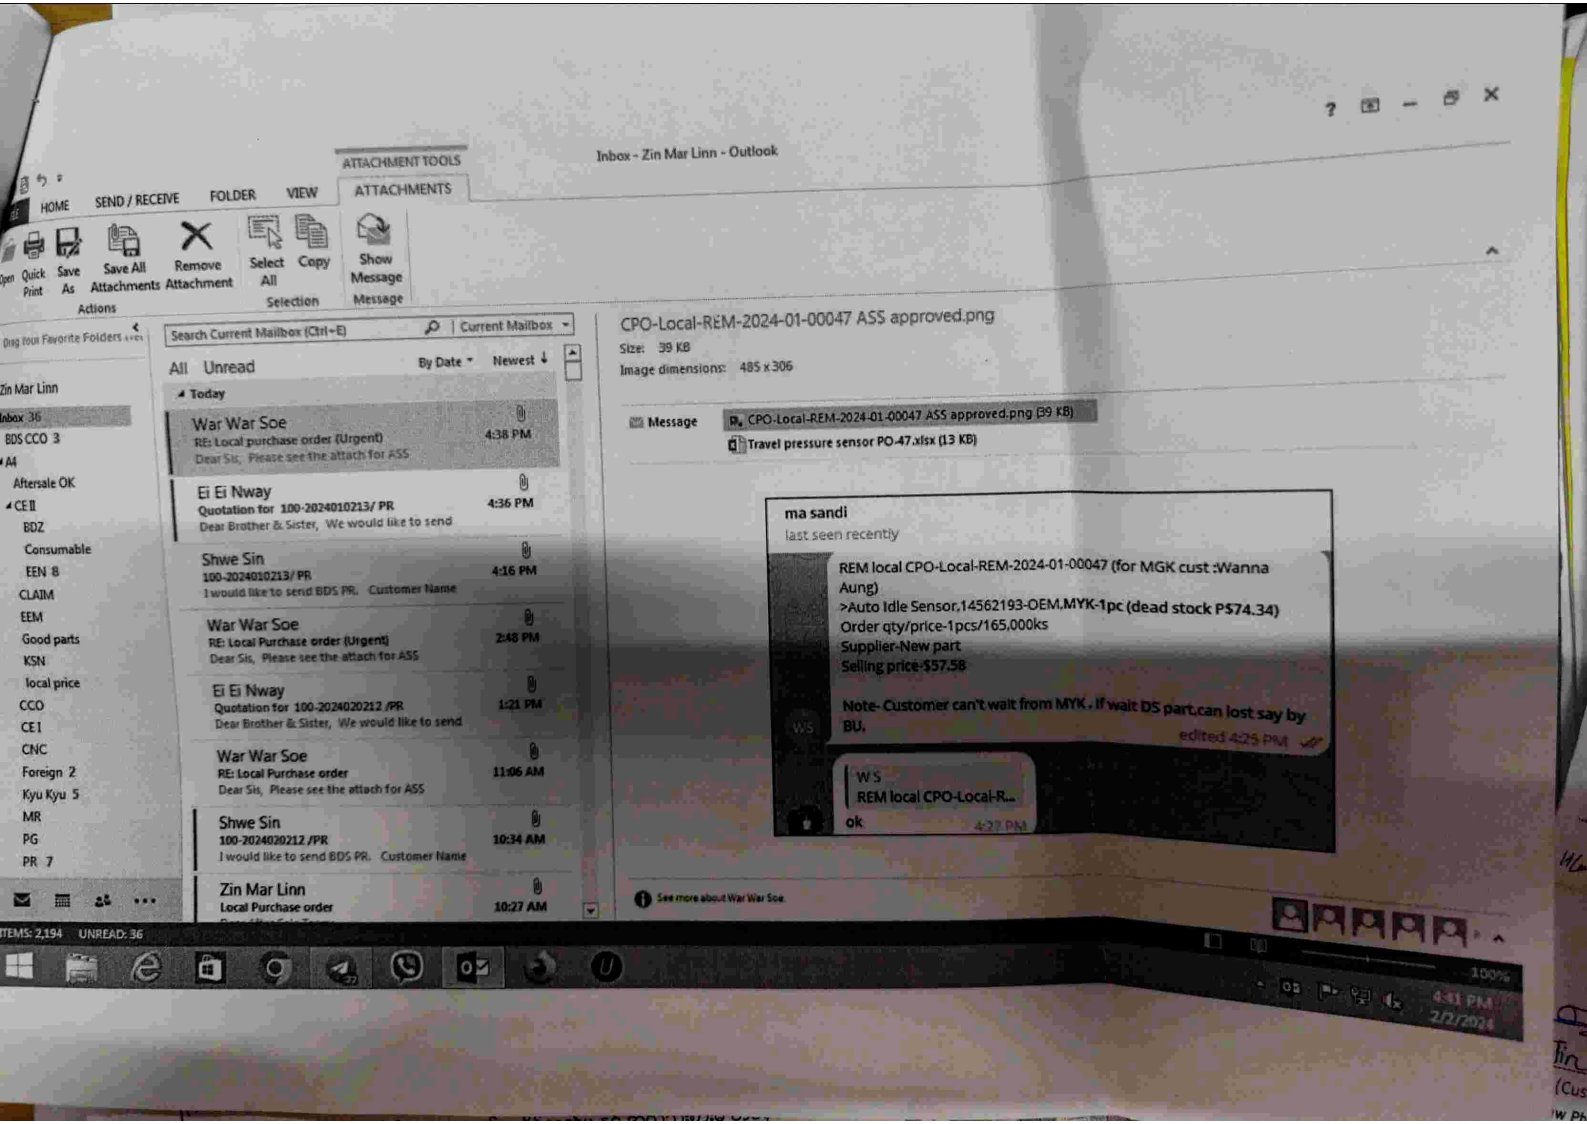 Inbox - Zin Mar Linn - Outlook
ATTACHMENT TOOLS
HOME
SEND / RECEIVE
FOLDER
VIEW
ATTACHMENTS
Open
Quick Print
Save As
Save All Attachments
Remove Attachment
Select All
Copy
Show Message
Actions
Selection
Message
Drag Your Favorite Folders
Zin Mar Linn
Inbox 36
BDS CCO 3
A4
Aftersale OK
CE II
BDZ
Consumable
EEN 8
CLAIM
EEM
Good parts
KSN
local price
CCO
CE I
CNC
Foreign 2
Kyu Kyu 5
MR
PG
PR 7
Search Current Mailbox (Ctrl+E)
Current Mailbox
All Unread
By Date
Newest ↓
Today
War War Soe
RE: Local purchase order (Urgent) 4:38 PM
Dear Sis, Please see the attach for ASS
Ei Ei Nway
Quotation for 100-2024010213/ PR 4:36 PM
Dear Brother & Sister, We would like to send
Shwe Sin
100-2024010213/ PR 4:16 PM
I would like to send BDS PR. Customer Name
War War Soe
RE: Local Purchase order (Urgent) 2:48 PM
Dear Sis, Please see the attach for ASS
Ei Ei Nway
Quotation for 100-2024020212 /PR 1:21 PM
Dear Brother & Sister, We would like to send
War War Soe
RE: Local Purchase order 11:06 AM
Dear Sis, Please see the attach for ASS
Shwe Sin
100-2024020212 /PR 10:34 AM
I would like to send BDS PR. Customer Name
Zin Mar Linn
Local Purchase order 10:27 AM
CPO-Local-REM-2024-01-00047 ASS approved.png
Size: 39 KB
Image dimensions: 485 x 306
Message
CPO-Local-REM-2024-01-00047 ASS approved.png (39 KB)
Travel pressure sensor PO-47.xlsx (13 KB)
ma sandi
last seen recently
REM local CPO-Local-REM-2024-01-00047 (for MGK cust :Wanna
Aung)
>Auto Idle Sensor,14562193-OEM,MYK-1pc (dead stock P$74.34)
Order qty/price-1pcs/165,000ks
Supplier-New part
Selling price-$57.58
Note- Customer can't wait from MYK . If wait DS part,can lost say by
BU.
edited 4:25 PM
WS
W S
REM local CPO-Local-R...
ok
4:27 PM
See more about War War Soe.
ITEMS: 2,194 UNREAD: 36
100%
4:41 PM
2/2/2024
Tin
(Cus